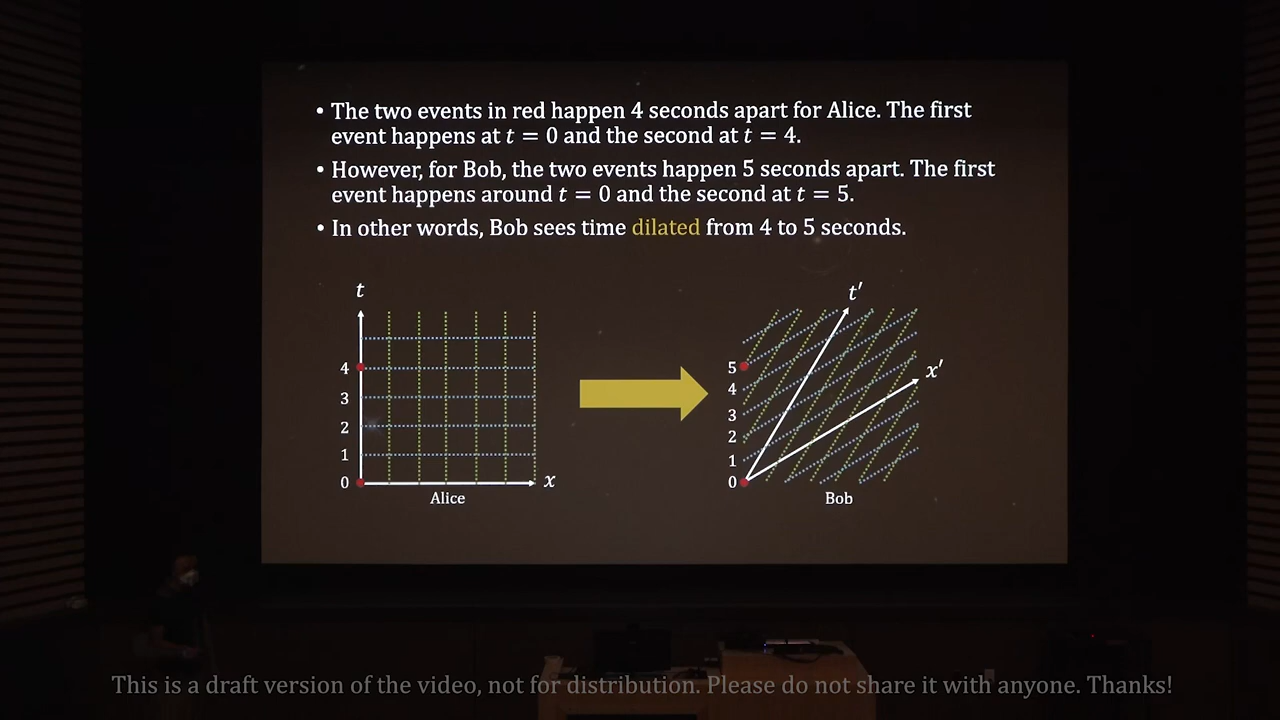 • The two events in red happen 4 seconds apart for Alice. The first
event happens at t = 0 and the second at t = 4.
• However, for Bob, the two events happen 5 seconds apart. The first
event happens around t = 0 and the second at t = 5.
• In other words, Bob sees time dilated from 4 to 5 seconds.
t
4
3
2
1
0
x
Alice
t′
5
4
3
2
1
0
x′
Bob
This is a draft version of the video, not for distribution. Please do not share it with anyone. Thanks!